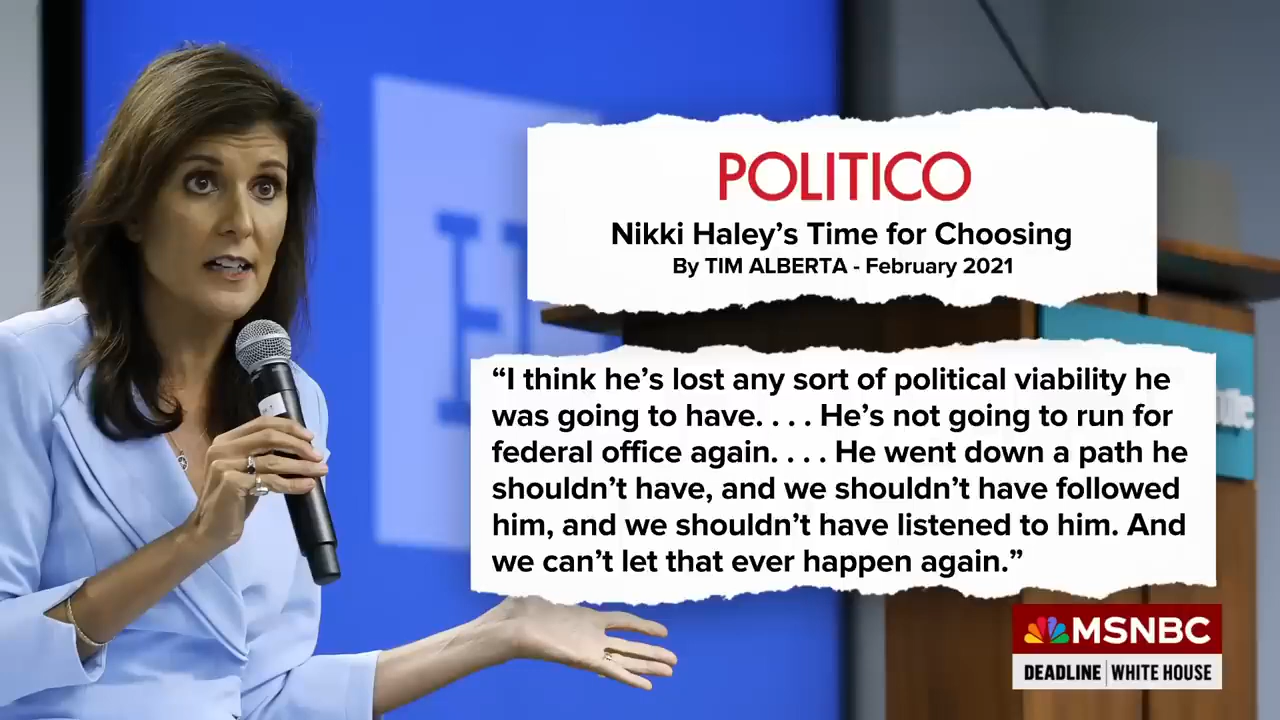 POLITICO
Nikki Haley's Time for Choosing
By TIM ALBERTA - February 2021
“I think he's lost any sort of political viability he
was going to have. . . . He's not going to run for
federal office again. . . . He went down a path he
shouldn't have, and we shouldn't have followed
him, and we shouldn't have listened to him. And
we can't let that ever happen again.”
MSNBC
DEADLINE | WHITE HOUSE